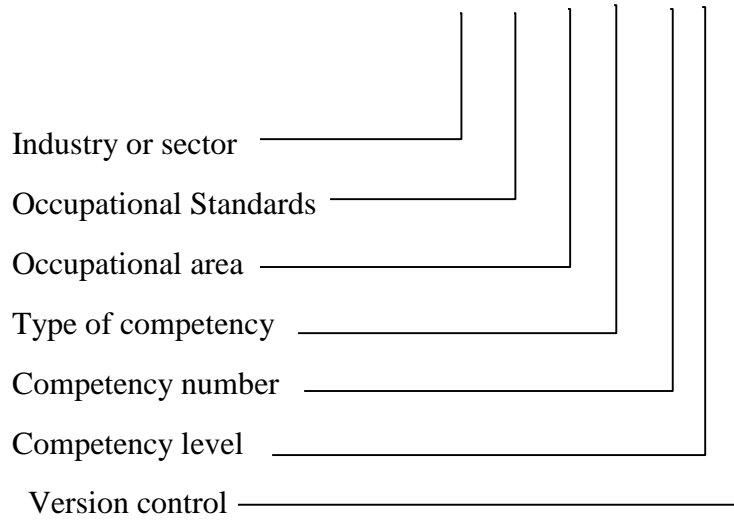 Industry or sector
Occupational Standards
Occupational area
Type of competency
Competency number
Competency level
Version control